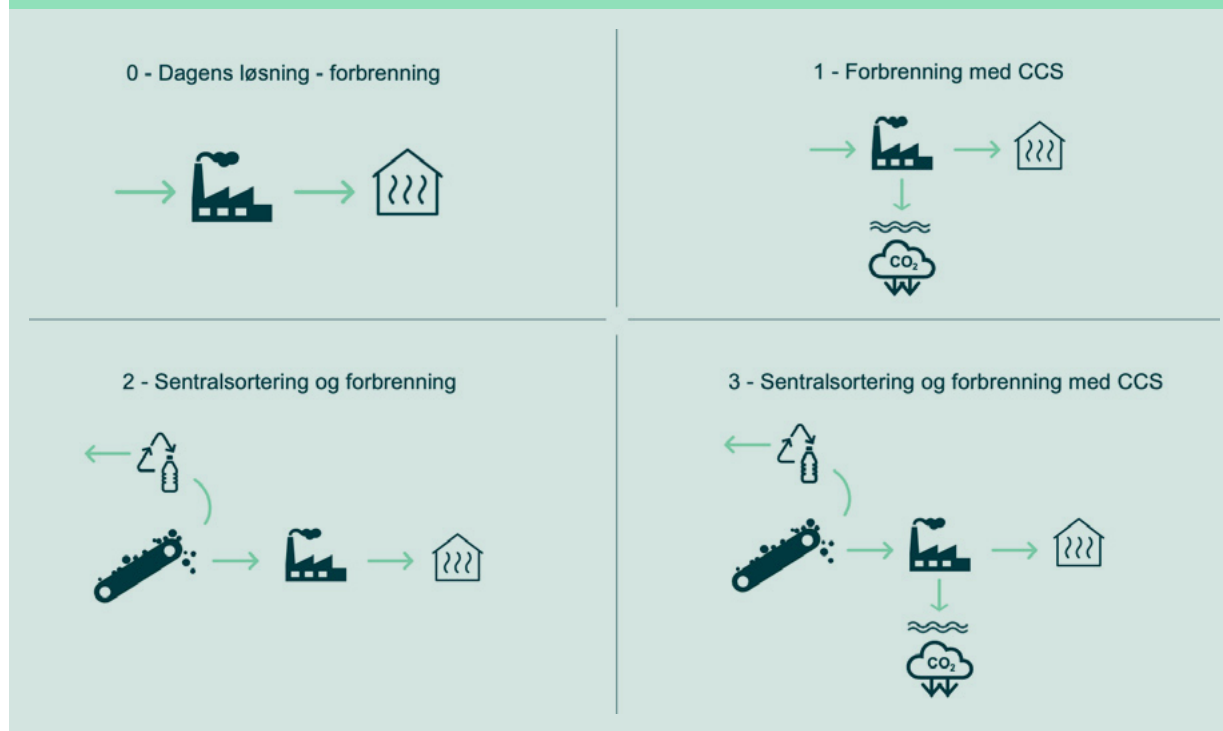 0 - Dagens løsning - forbrenning
1 - Forbrenning med CCS
CO₂
2 - Sentralsortering og forbrenning
3 - Sentralsortering og forbrenning med CCS
CO₂